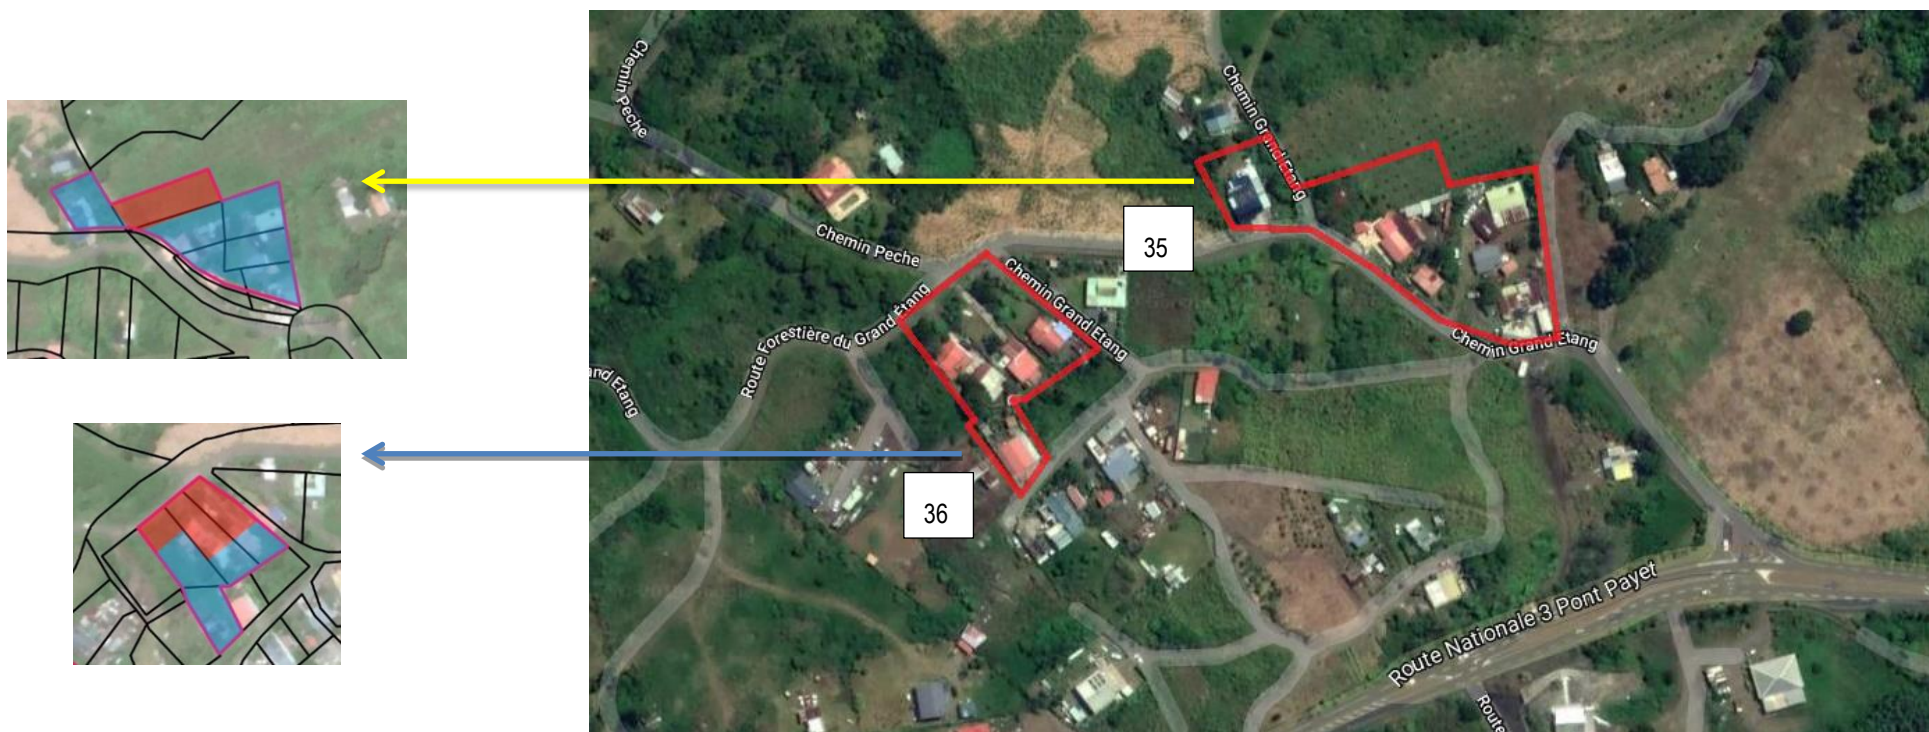 Chemin Peche
Chemin Grand Etang
Chemin Peche
35
Chemin Grand Etang
Route Forestière du Grand Etang
and Etang
Chemin Grand Etang
36
Route Nationale 3 Pont Payet
Route